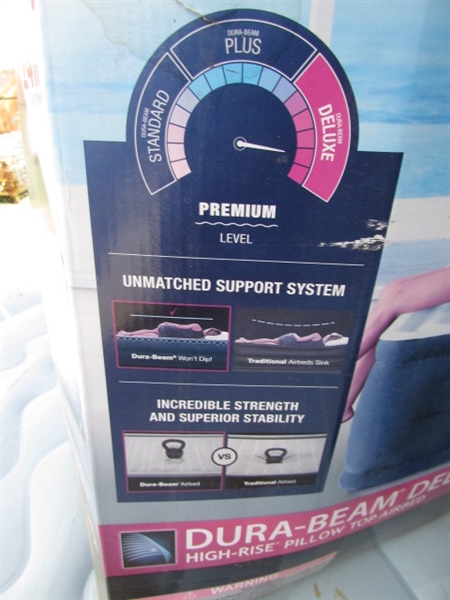 DURA-BEAM
PLUS
DURA-BEAM
STANDARD
DURA-BEAM
DELUXE
PREMIUM
LEVEL
UNMATCHED SUPPORT SYSTEM
Dura-Beam® Won't Dip!
Traditional Airbeds Sink
INCREDIBLE STRENGTH
AND SUPERIOR STABILITY
VS
Dura-Beam® Airbed
Traditional Airbed
DURA-BEAM® DEL
HIGH-RISE™ PILLOW TOP AIRBED
WARNING